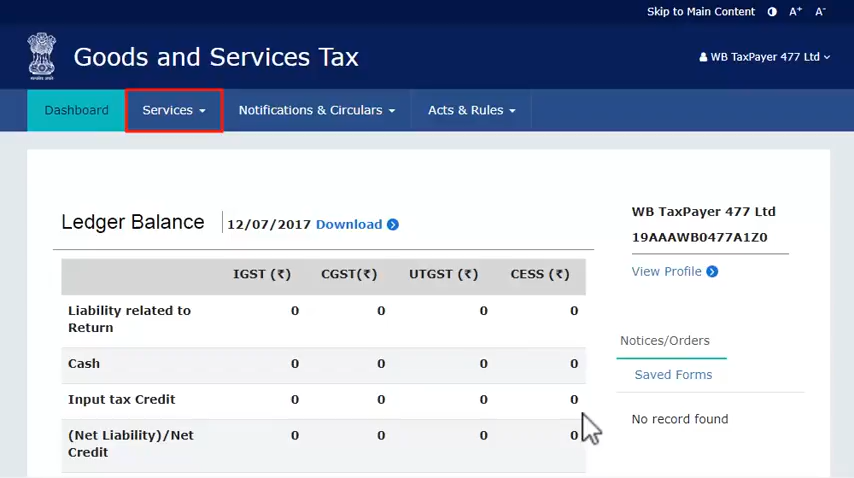 Skip to Main Content A+ A-
Goods and Services Tax
WB TaxPayer 477 Ltd
Dashboard Services Notifications & Circulars Acts & Rules
Ledger Balance 12/07/2017 Download
IGST (₹) CGST(₹) UTGST (₹) CESS (₹)
Liability related to
Return 0 0 0 0
Cash 0 0 0 0
Input tax Credit 0 0 0 0
(Net Liability)/Net
Credit 0 0 0 0
WB TaxPayer 477 Ltd
19AAAWB0477A1Z0
View Profile
Notices/Orders
Saved Forms
No record found